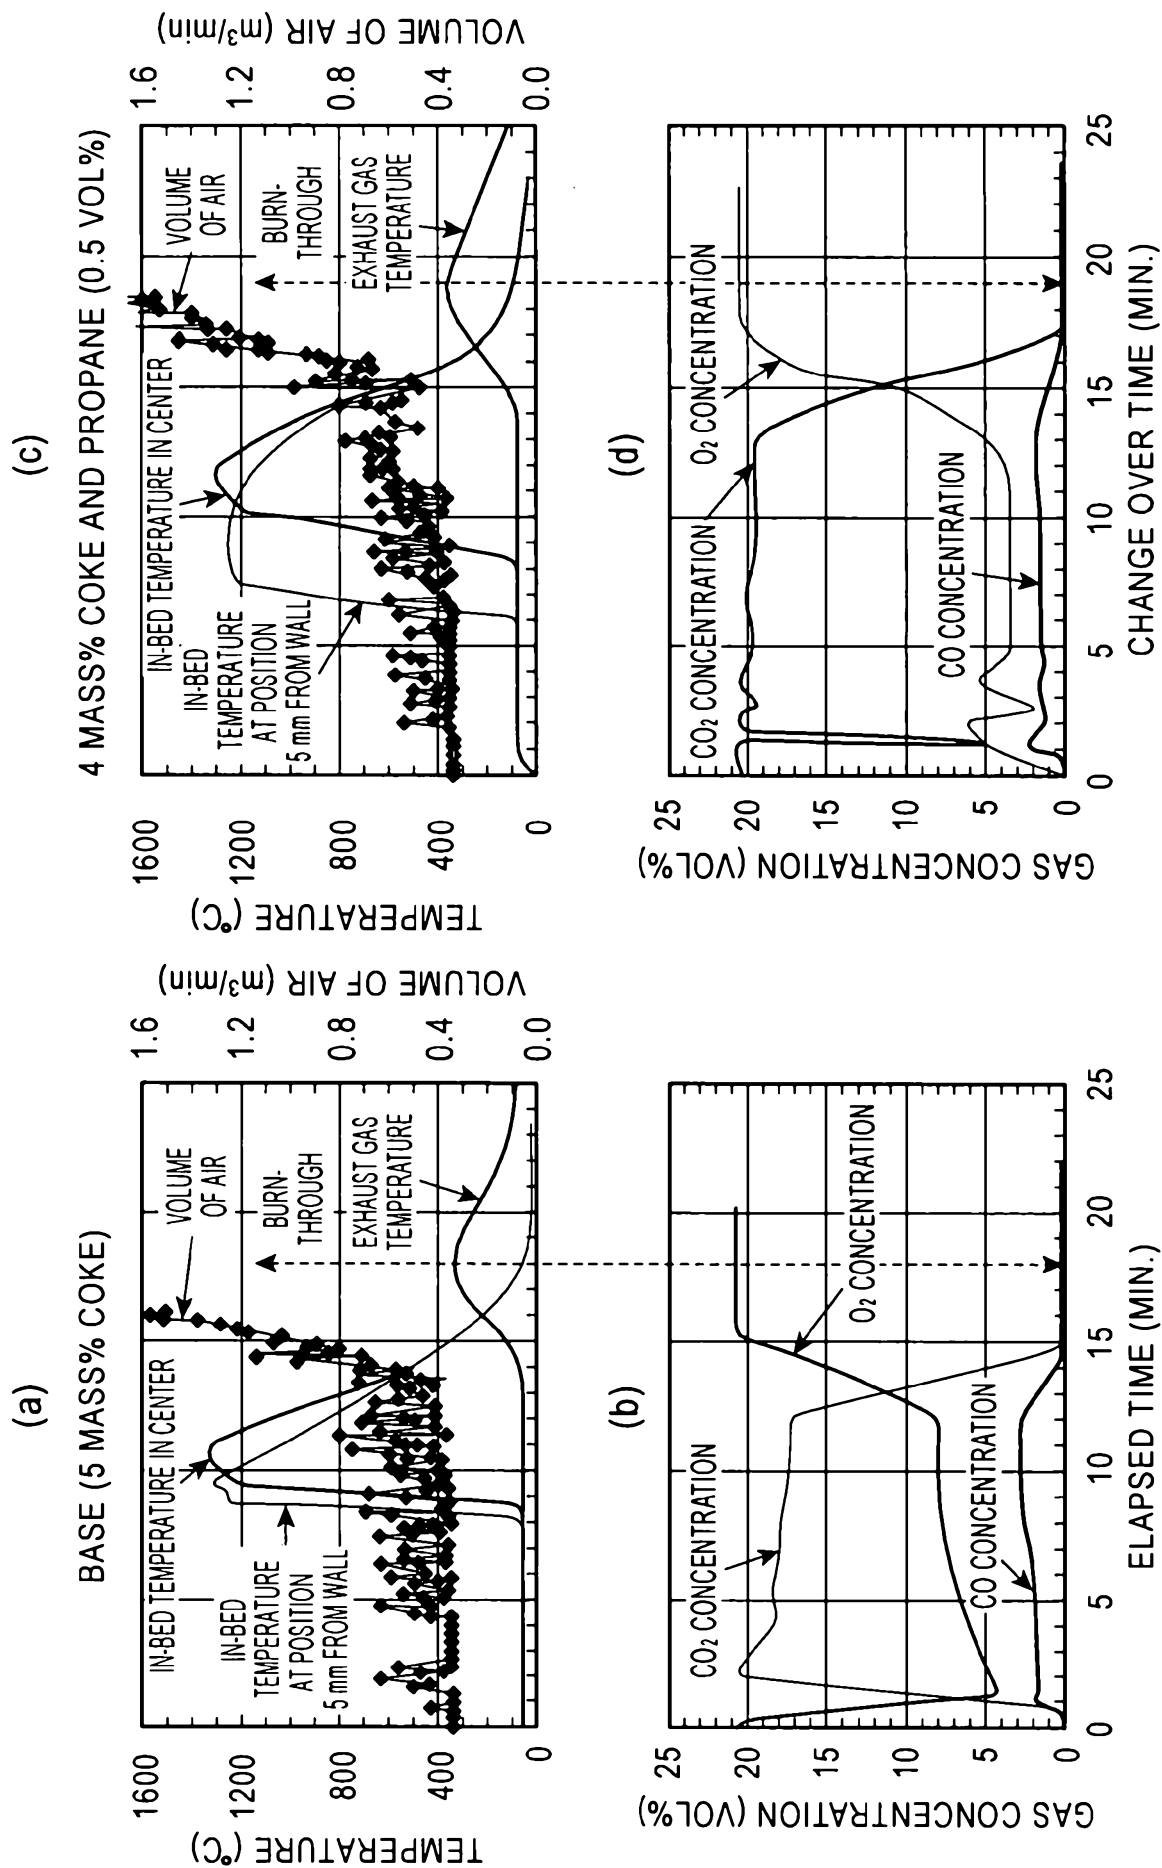 (a)
BASE (5 MASS% COKE)
TEMPERATURE (°C)
1600
1200
800
400
0
VOLUME OF AIR (m³/min)
1.6
1.2
0.8
0.4
0.0
IN-BED TEMPERATURE IN CENTER
IN-BED
TEMPERATURE
AT POSITION
5 mm FROM WALL
VOLUME
OF AIR
BURN-
THROUGH
EXHAUST GAS
TEMPERATURE
(b)
GAS CONCENTRATION (VOL%)
25
20
15
10
5
0
CO₂ CONCENTRATION
O₂ CONCENTRATION
CO CONCENTRATION
0 5 10 15 20 25
ELAPSED TIME (MIN.)
(c)
4 MASS% COKE AND PROPANE (0.5 VOL%)
TEMPERATURE (°C)
1600
1200
800
400
0
VOLUME OF AIR (m³/min)
1.6
1.2
0.8
0.4
0.0
IN-BED TEMPERATURE IN CENTER
IN-BED
TEMPERATURE
AT POSITION
5 mm FROM WALL
VOLUME
OF AIR
BURN-
THROUGH
EXHAUST GAS
TEMPERATURE
(d)
GAS CONCENTRATION (VOL%)
25
20
15
10
5
0
CO₂ CONCENTRATION
O₂ CONCENTRATION
CO CONCENTRATION
0 5 10 15 20 25
CHANGE OVER TIME (MIN.)